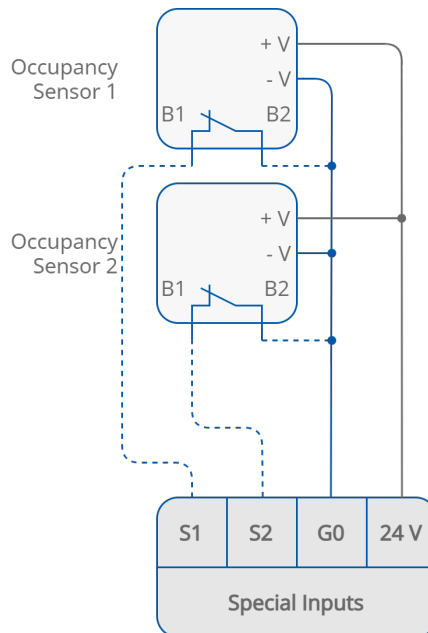 Occupancy
Sensor 1
+ V
- V
B1
B2
Occupancy
Sensor 2
+ V
- V
B1
B2
S1
S2
G0
24 V
Special Inputs